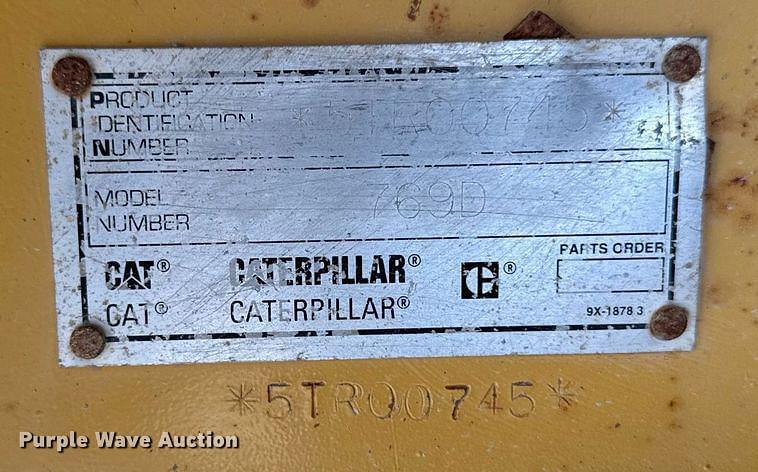 PRODUCT
IDENTIFICATION
NUMBER
*5TR00745*
MODEL
NUMBER
769D
CAT® CATERPILLAR® ®
CAT® CATERPILLAR®
PARTS ORDER
9X-1878 3
*5TR00745*
Purple Wave Auction